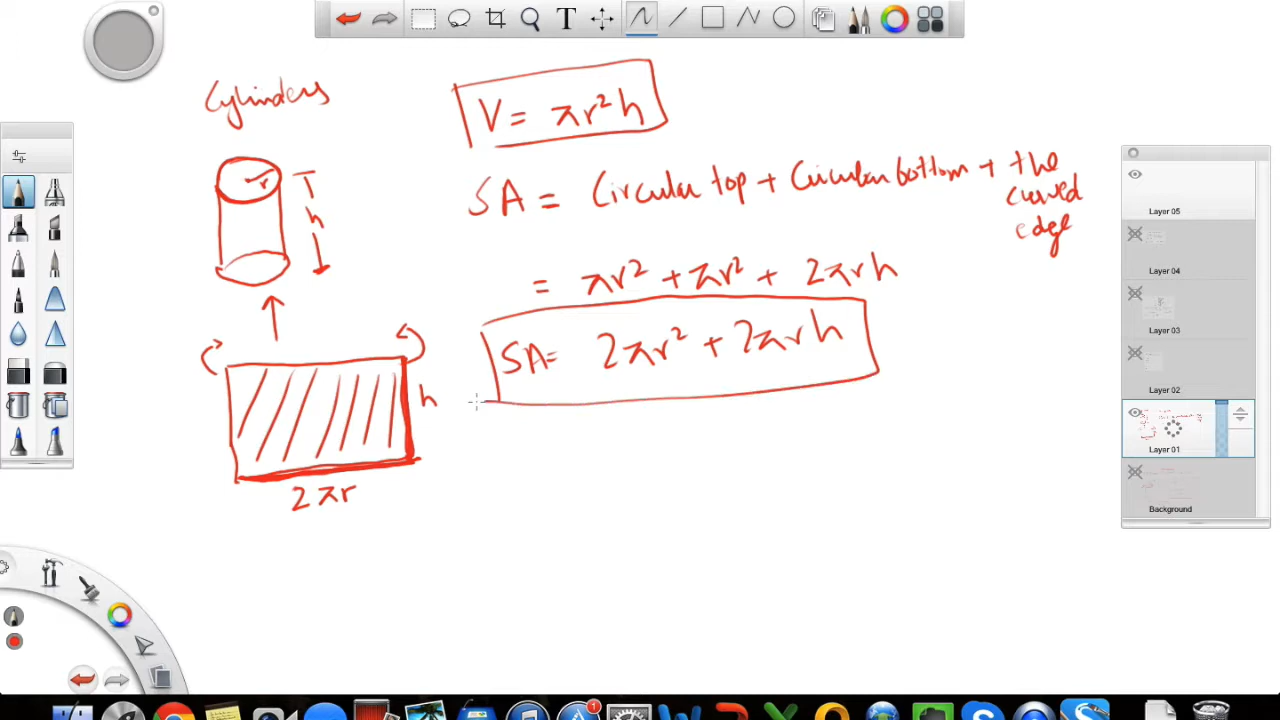 Cylinders
V = πr²h
r
h
SA = Circular top + Circular bottom + the
curved
edge
= πr² + πr² + 2πrh
SA = 2πr² + 2πrh
h
2πr
T
Layer 05
Layer 04
Layer 03
Layer 02
Layer 01
Background
1